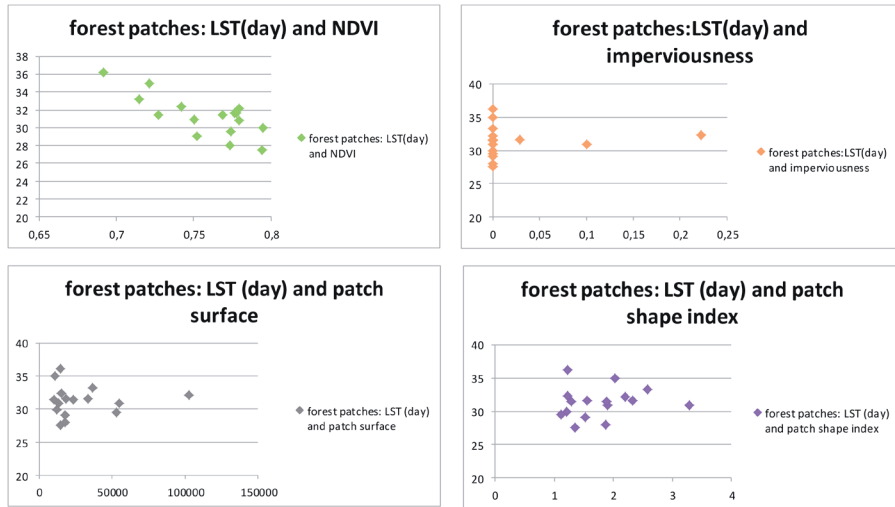 forest patches: LST(day) and NDVI
38
36
34
32
30
28
26
24
22
20
0,65 0,7 0,75 0,8
forest patches: LST(day)
and NDVI
forest patches:LST(day) and
imperviousness
40
35
30
25
20
0 0,05 0,1 0,15 0,2 0,25
forest patches:LST(day)
and imperviousness
forest patches: LST (day) and patch
surface
40
35
30
25
20
0 50000 100000 150000
forest patches: LST (day)
and patch surface
forest patches: LST (day) and patch
shape index
40
35
30
25
20
0 1 2 3 4
forest patches: LST (day)
and patch shape index